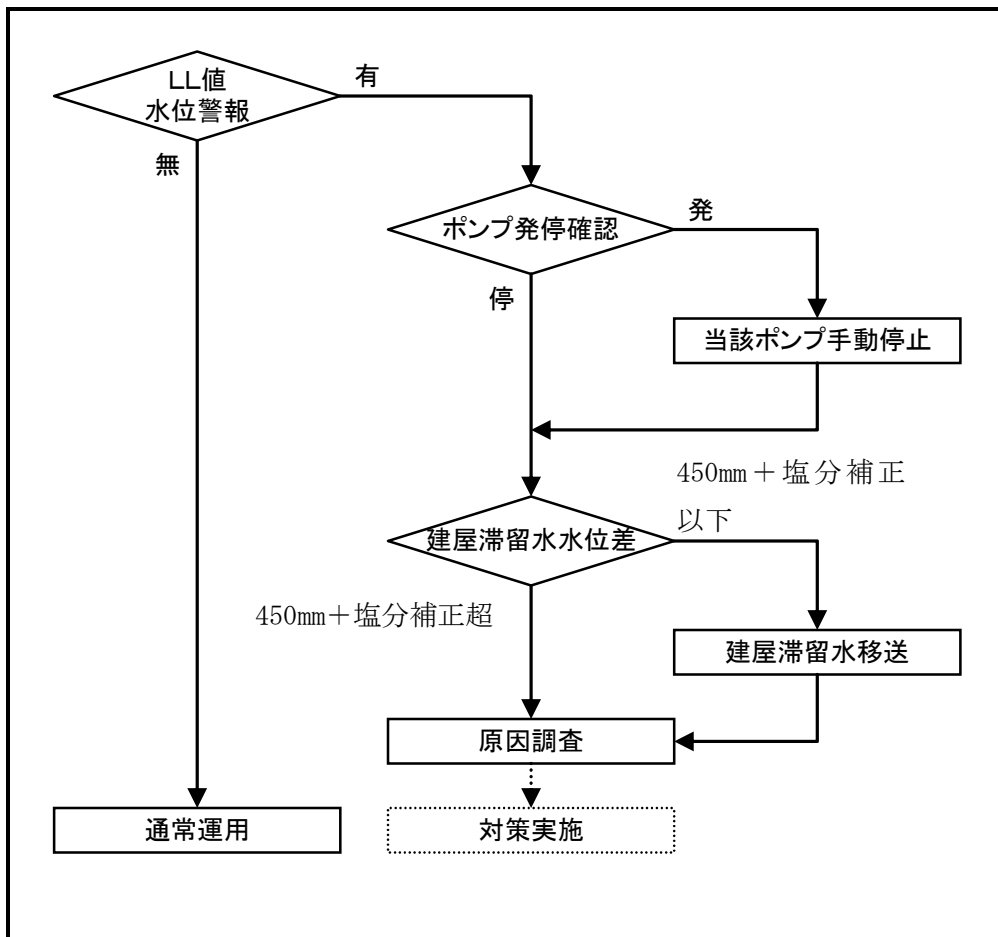 LL値
水位警報
有
無
ポンプ発停確認
発
停
当該ポンプ手動停止
450mm＋塩分補正
以下
建屋滞留水水位差
450mm＋塩分補正超
建屋滞留水移送
原因調査
通常運用
対策実施